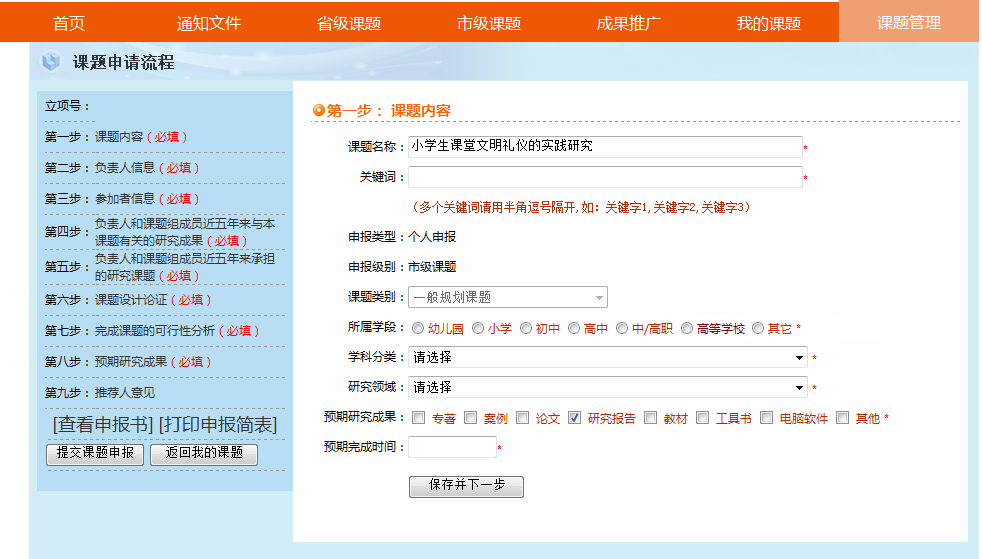 首页 通知文件 省级课题 市级课题 成果推广 我的课题 课题管理
课题申请流程
立项号：
第一步： 课题内容（必填）
第二步： 负责人信息（必填）
第三步： 参加者信息（必填）
第四步： 负责人和课题组成员近五年来与本
课题有关的研究成果（必填）
第五步： 负责人和课题组成员近五年来承担
的研究课题（必填）
第六步： 课题设计论证（必填）
第七步： 完成课题的可行性分析（必填）
第八步： 预期研究成果（必填）
第九步： 推荐人意见
[查看申报书] [打印申报简表]
提交课题申报 返回我的课题
第一步： 课题内容
课题名称： 小学生课堂文明礼仪的实践研究 *
关键词： *
（多个关键词请用半角逗号隔开,如：关键字1,关键字2,关键字3）
申报类型：个人申报
申报级别：市级课题
课题类别： 一般规划课题
所属学段： 幼儿园 小学 初中 高中 中/高职 高等学校 其它 *
学科分类： 请选择 *
研究领域： 请选择 *
预期研究成果： 专著 案例 论文 研究报告 教材 工具书 电脑软件 其他 *
预期完成时间： *
保存并下一步